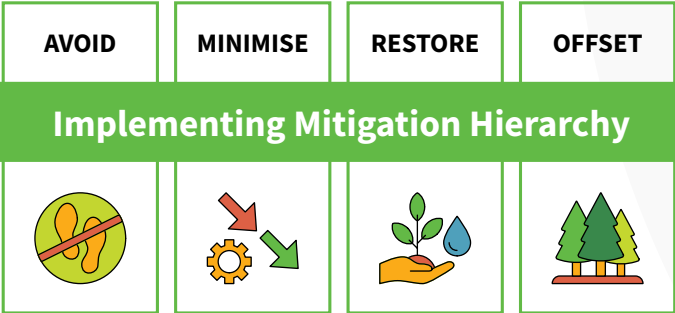 AVOID
MINIMISE
RESTORE
OFFSET
Implementing Mitigation Hierarchy